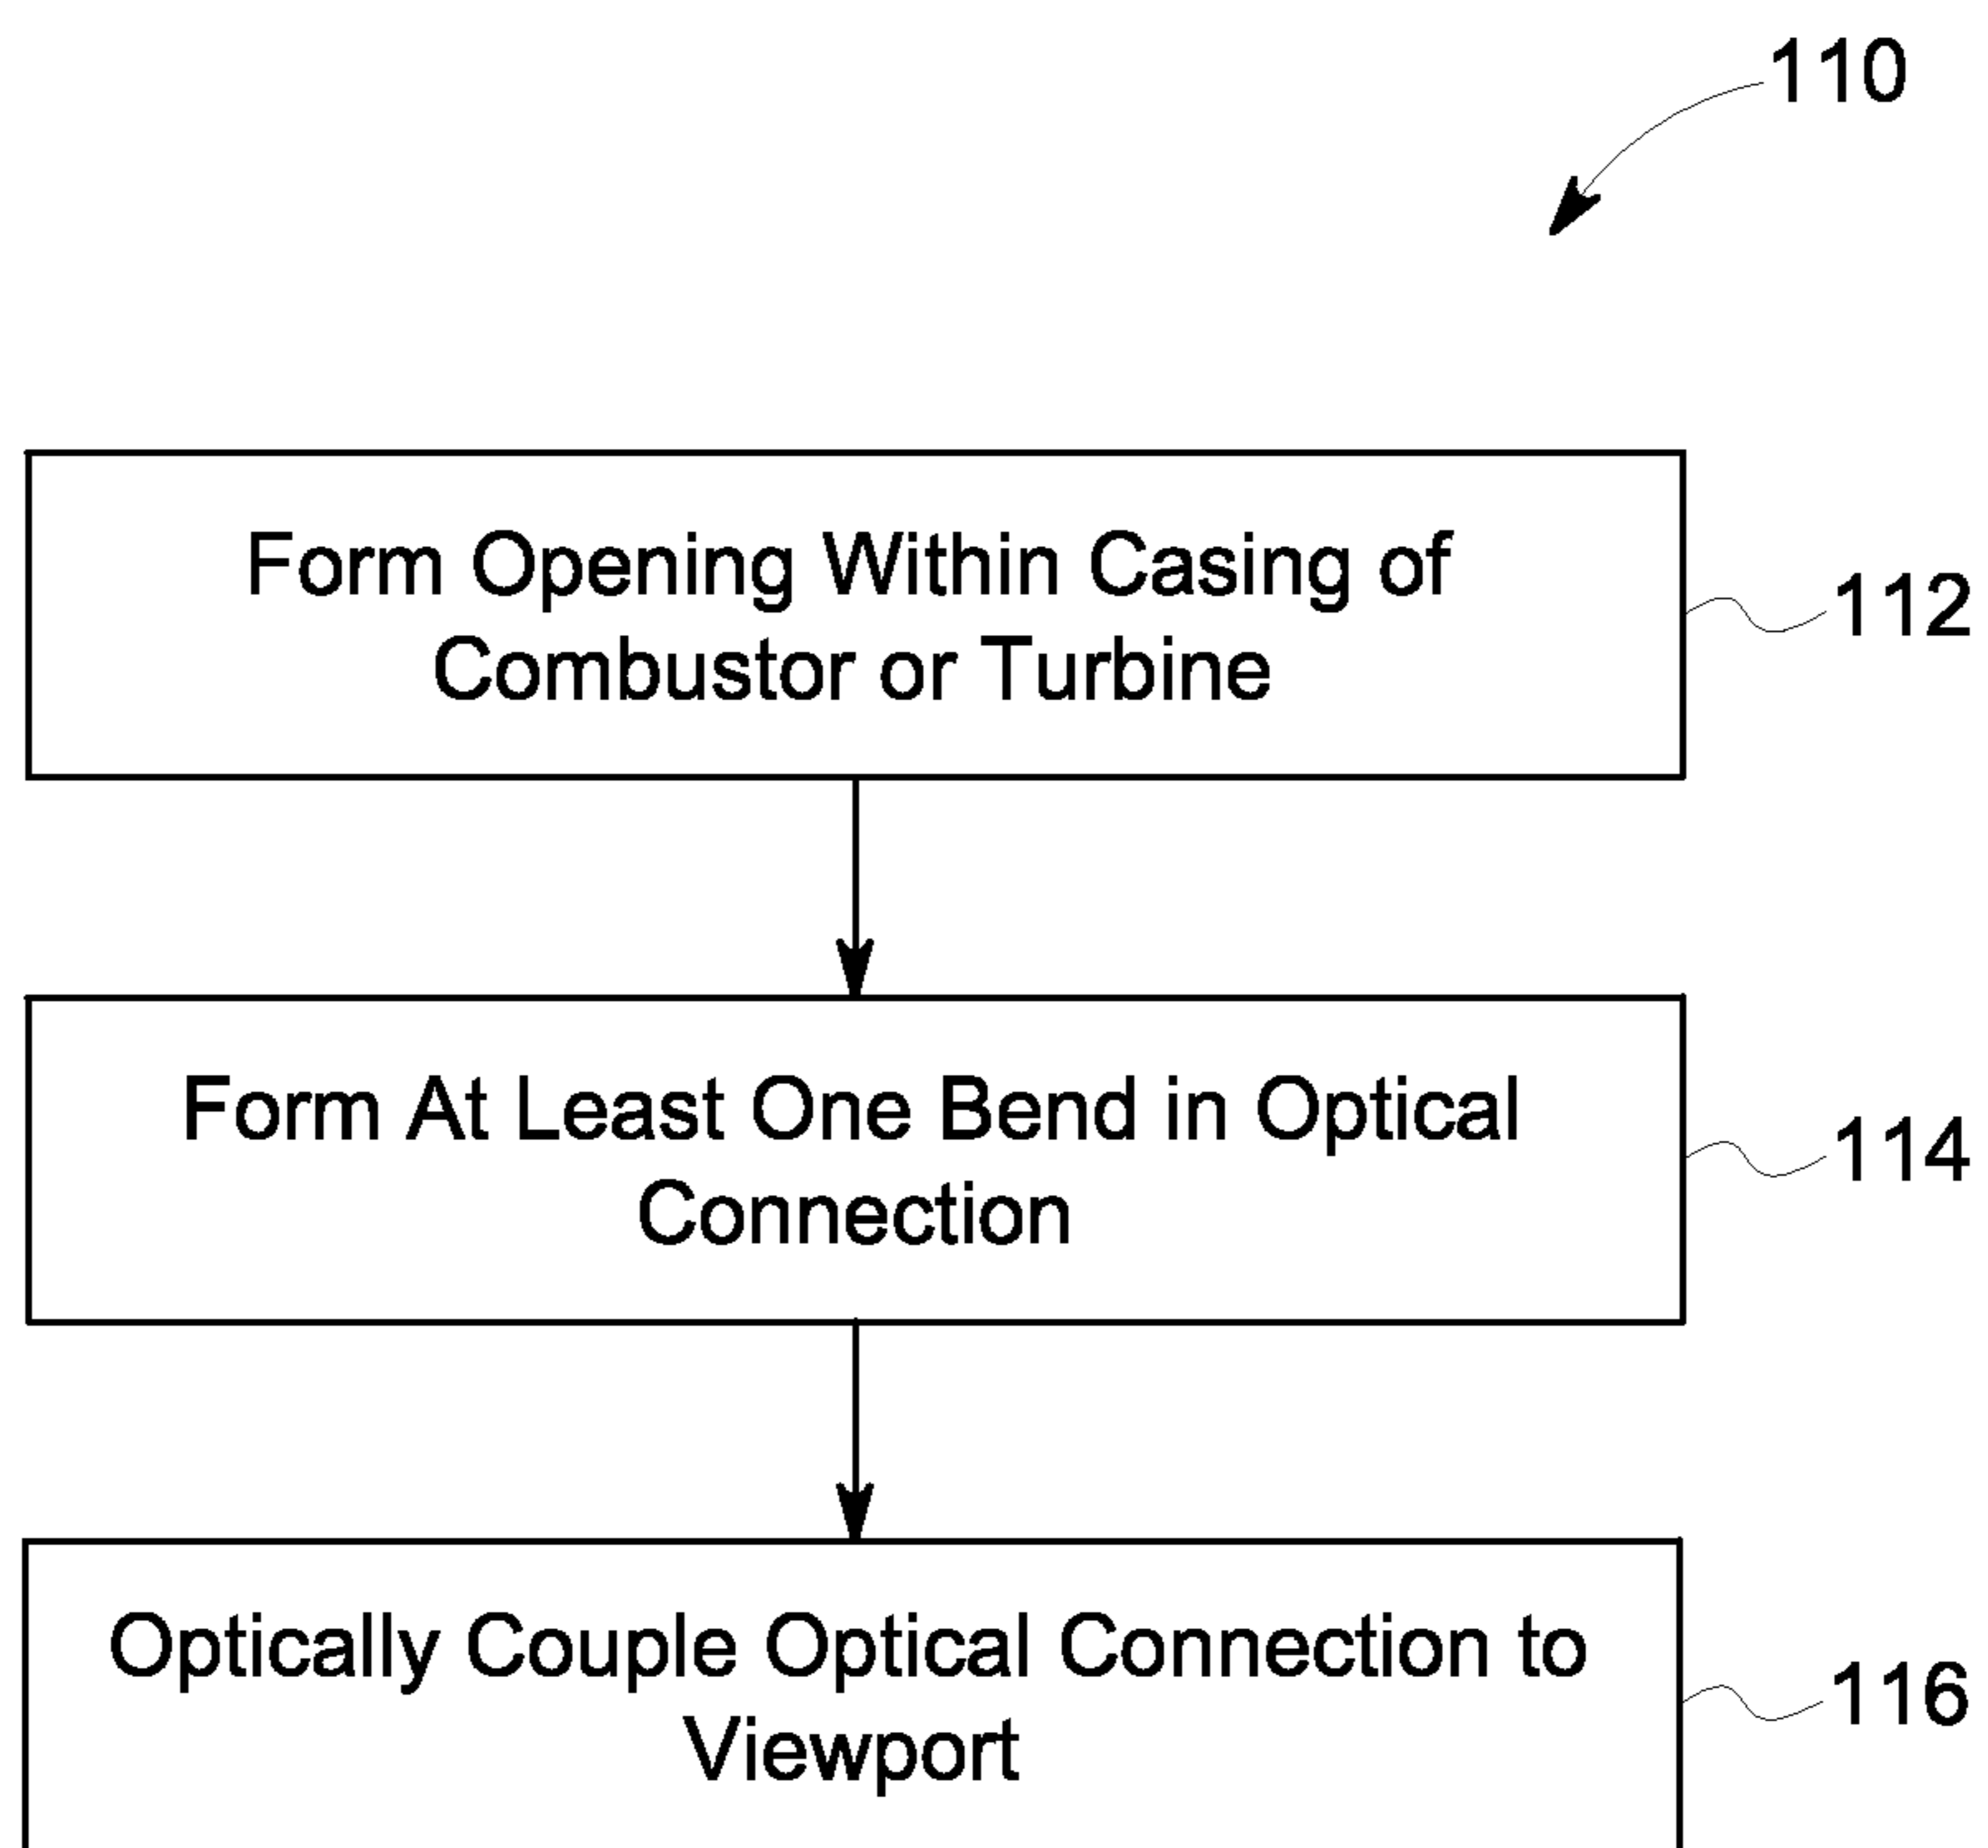 110
Form Opening Within Casing of
Combustor or Turbine
112
Form At Least One Bend in Optical
Connection
114
Optically Couple Optical Connection to
Viewport
116